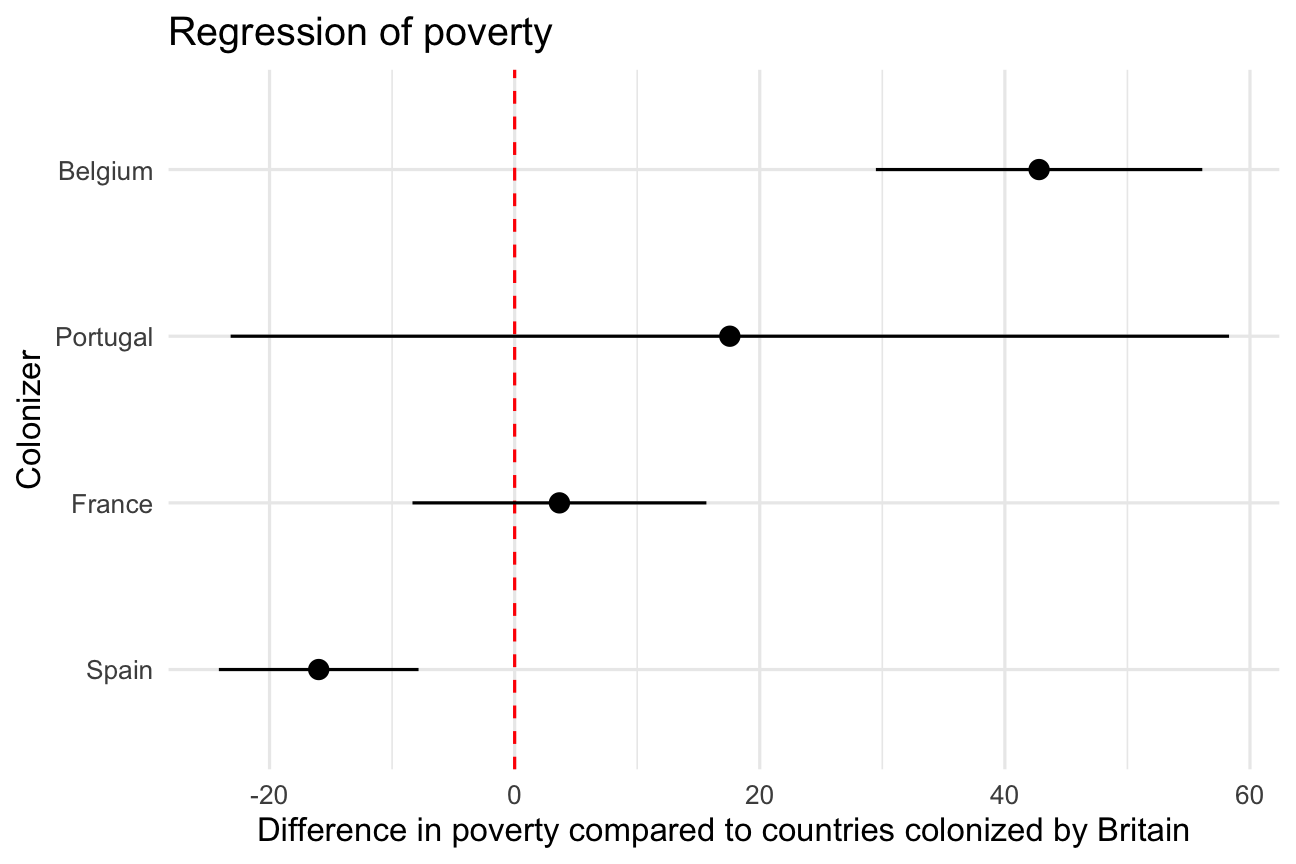 Regression of poverty
Colonizer
Belgium
Portugal
France
Spain
-20 0 20 40 60
Difference in poverty compared to countries colonized by Britain